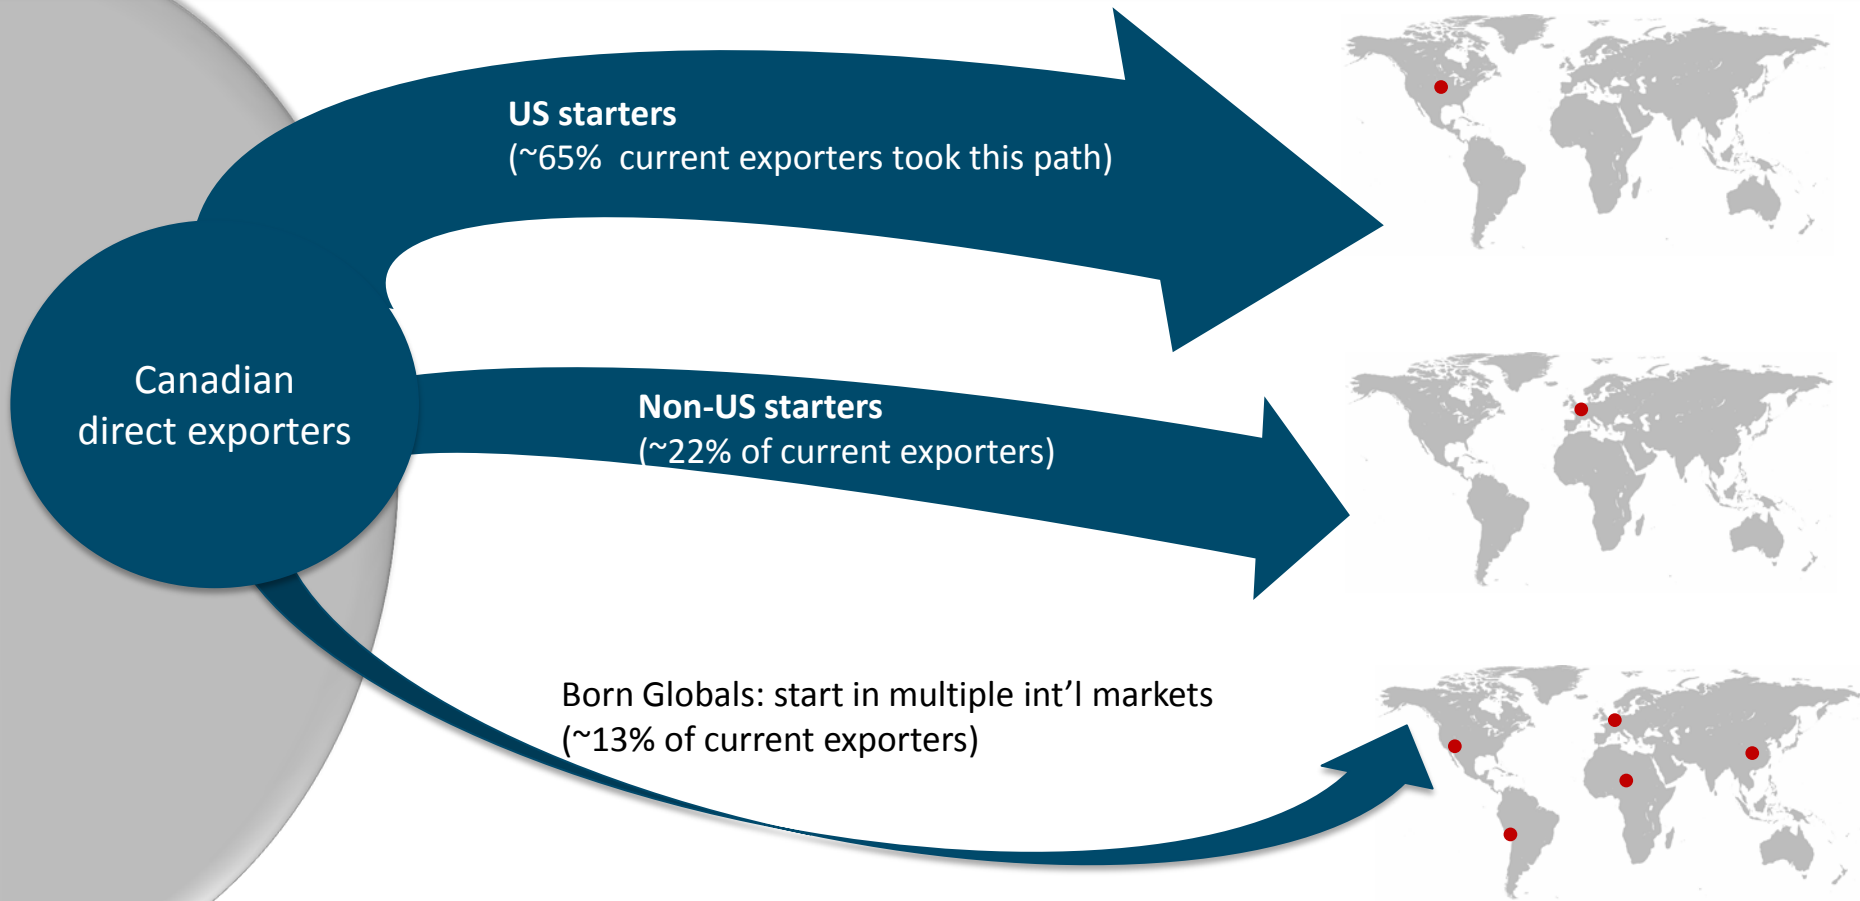 US starters
(~65%  current exporters took this path)
Canadian
direct exporters
Non-US starters
(~22% of current exporters)
Born Globals: start in multiple int’l markets
(~13% of current exporters)